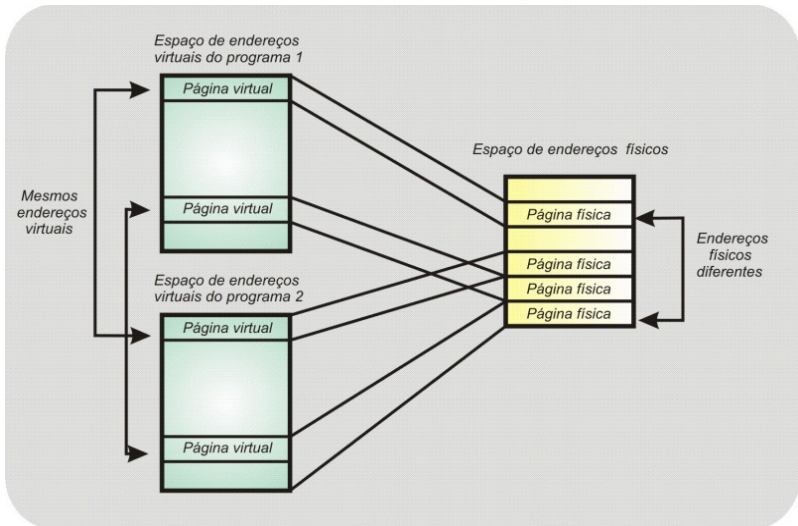 Espaço de endereços
virtuais do programa 1
Página virtual
Página virtual
Mesmos
endereços
virtuais
Espaço de endereços
virtuais do programa 2
Página virtual
Página virtual
Espaço de endereços físicos
Página física
Página física
Página física
Página física
Endereços
físicos
diferentes